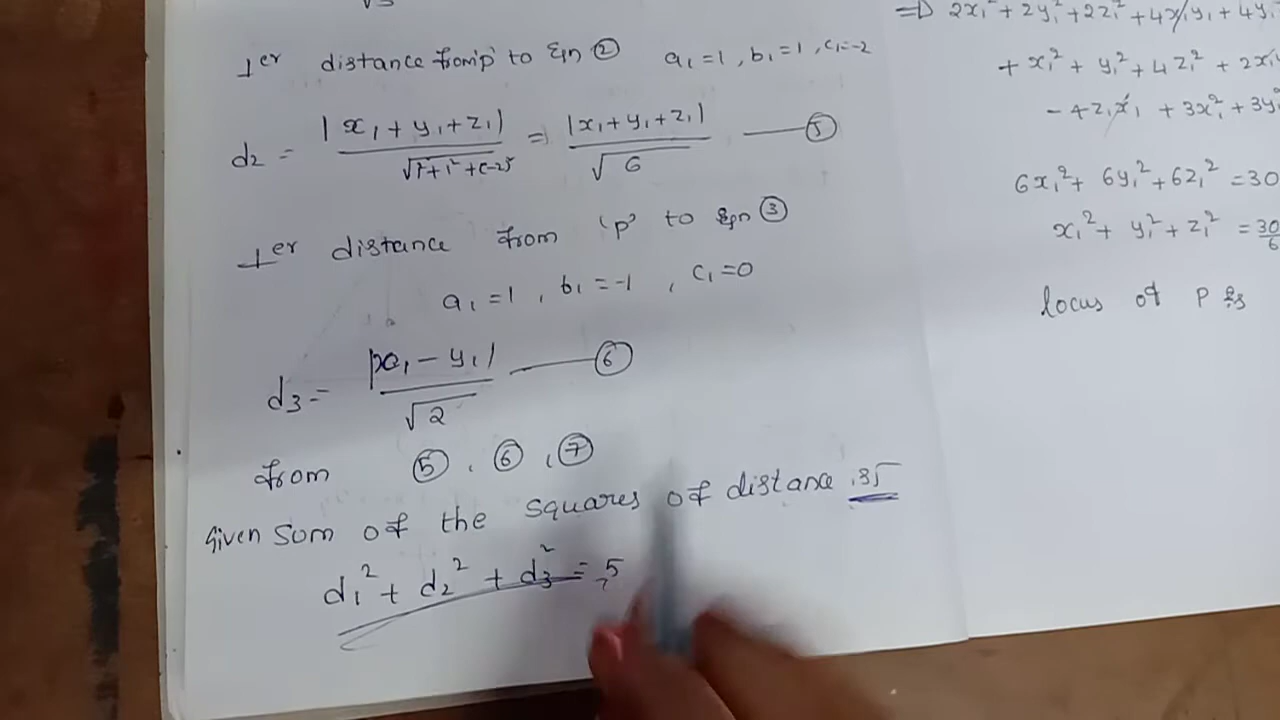 √3
⊥er distance from 'p' to Eqn ② a₁=1, b₁=1, c₁=-2
d₂ = |x₁+y₁+z₁| / √1²+1²+(-2)² = |x₁+y₁+z₁| / √6 — ⑤
⊥er distance from 'p' to Eqn ③
a₁=1, b₁=-1, c₁=0
d₃ = |x₁-y₁| / √2 — ⑥
from ⑤, ⑥, ⑦
Given sum of the squares of distance is 5
d₁² + d₂² + d₃² = 5
⇒ 2x₁²+2y₁²+2z₁²+4x₁y₁+4y₁
+ x₁²+y₁²+4z₁²+2x₁
-4z₁x₁+3x₁²+3y₁²
6x₁²+6y₁²+6z₁²=30
x₁²+y₁²+z₁²=30/6
locus of P is